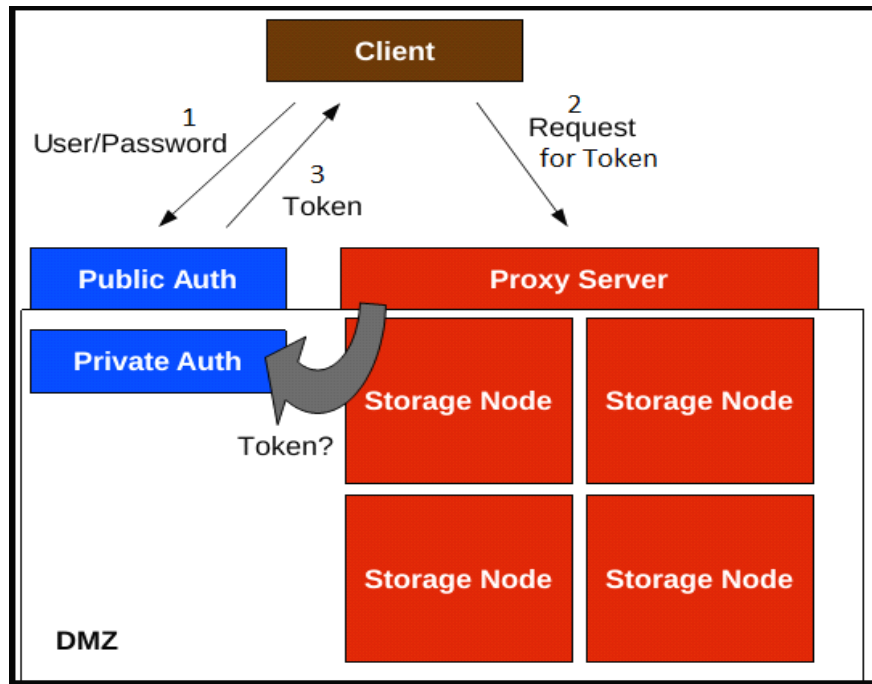 Client
1
User/Password
2
Request
for Token
3
Token
Public Auth
Proxy Server
Private Auth
Storage Node
Storage Node
Token?
Storage Node
Storage Node
DMZ